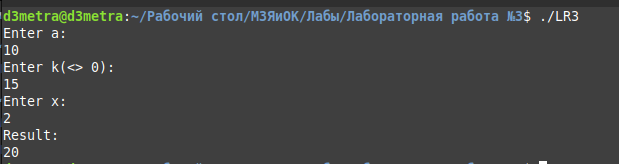 d3metra@d3metra:~/Рабочий стол/МЗЯиОК/Лабы/Лабораторная работа №3$ ./LR3
Enter a:
10
Enter k(<> 0):
15
Enter x:
2
Result:
20